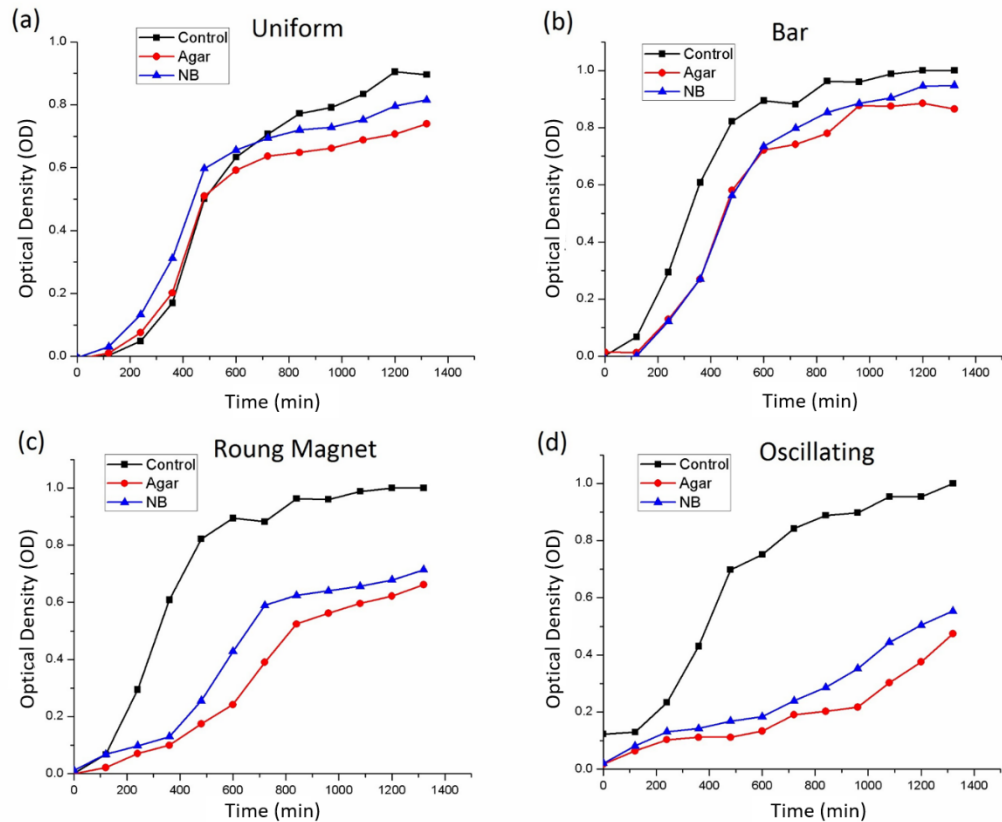 (a)
Uniform
Control
Agar
NB
Optical Density (OD)
1.0
0.8
0.6
0.4
0.2
0.0
0 200 400 600 800 1000 1200 1400
Time (min)
(b)
Bar
Control
Agar
NB
Optical Density (OD)
1.0
0.8
0.6
0.4
0.2
0.0
0 200 400 600 800 1000 1200 1400
Time (min)
(c)
Roung Magnet
Control
Agar
NB
Optical Density (OD)
1.0
0.8
0.6
0.4
0.2
0.0
0 200 400 600 800 1000 1200 1400
Time (min)
(d)
Oscillating
Control
Agar
NB
Optical Density (OD)
1.0
0.8
0.6
0.4
0.2
0.0
0 200 400 600 800 1000 1200 1400
Time (min)